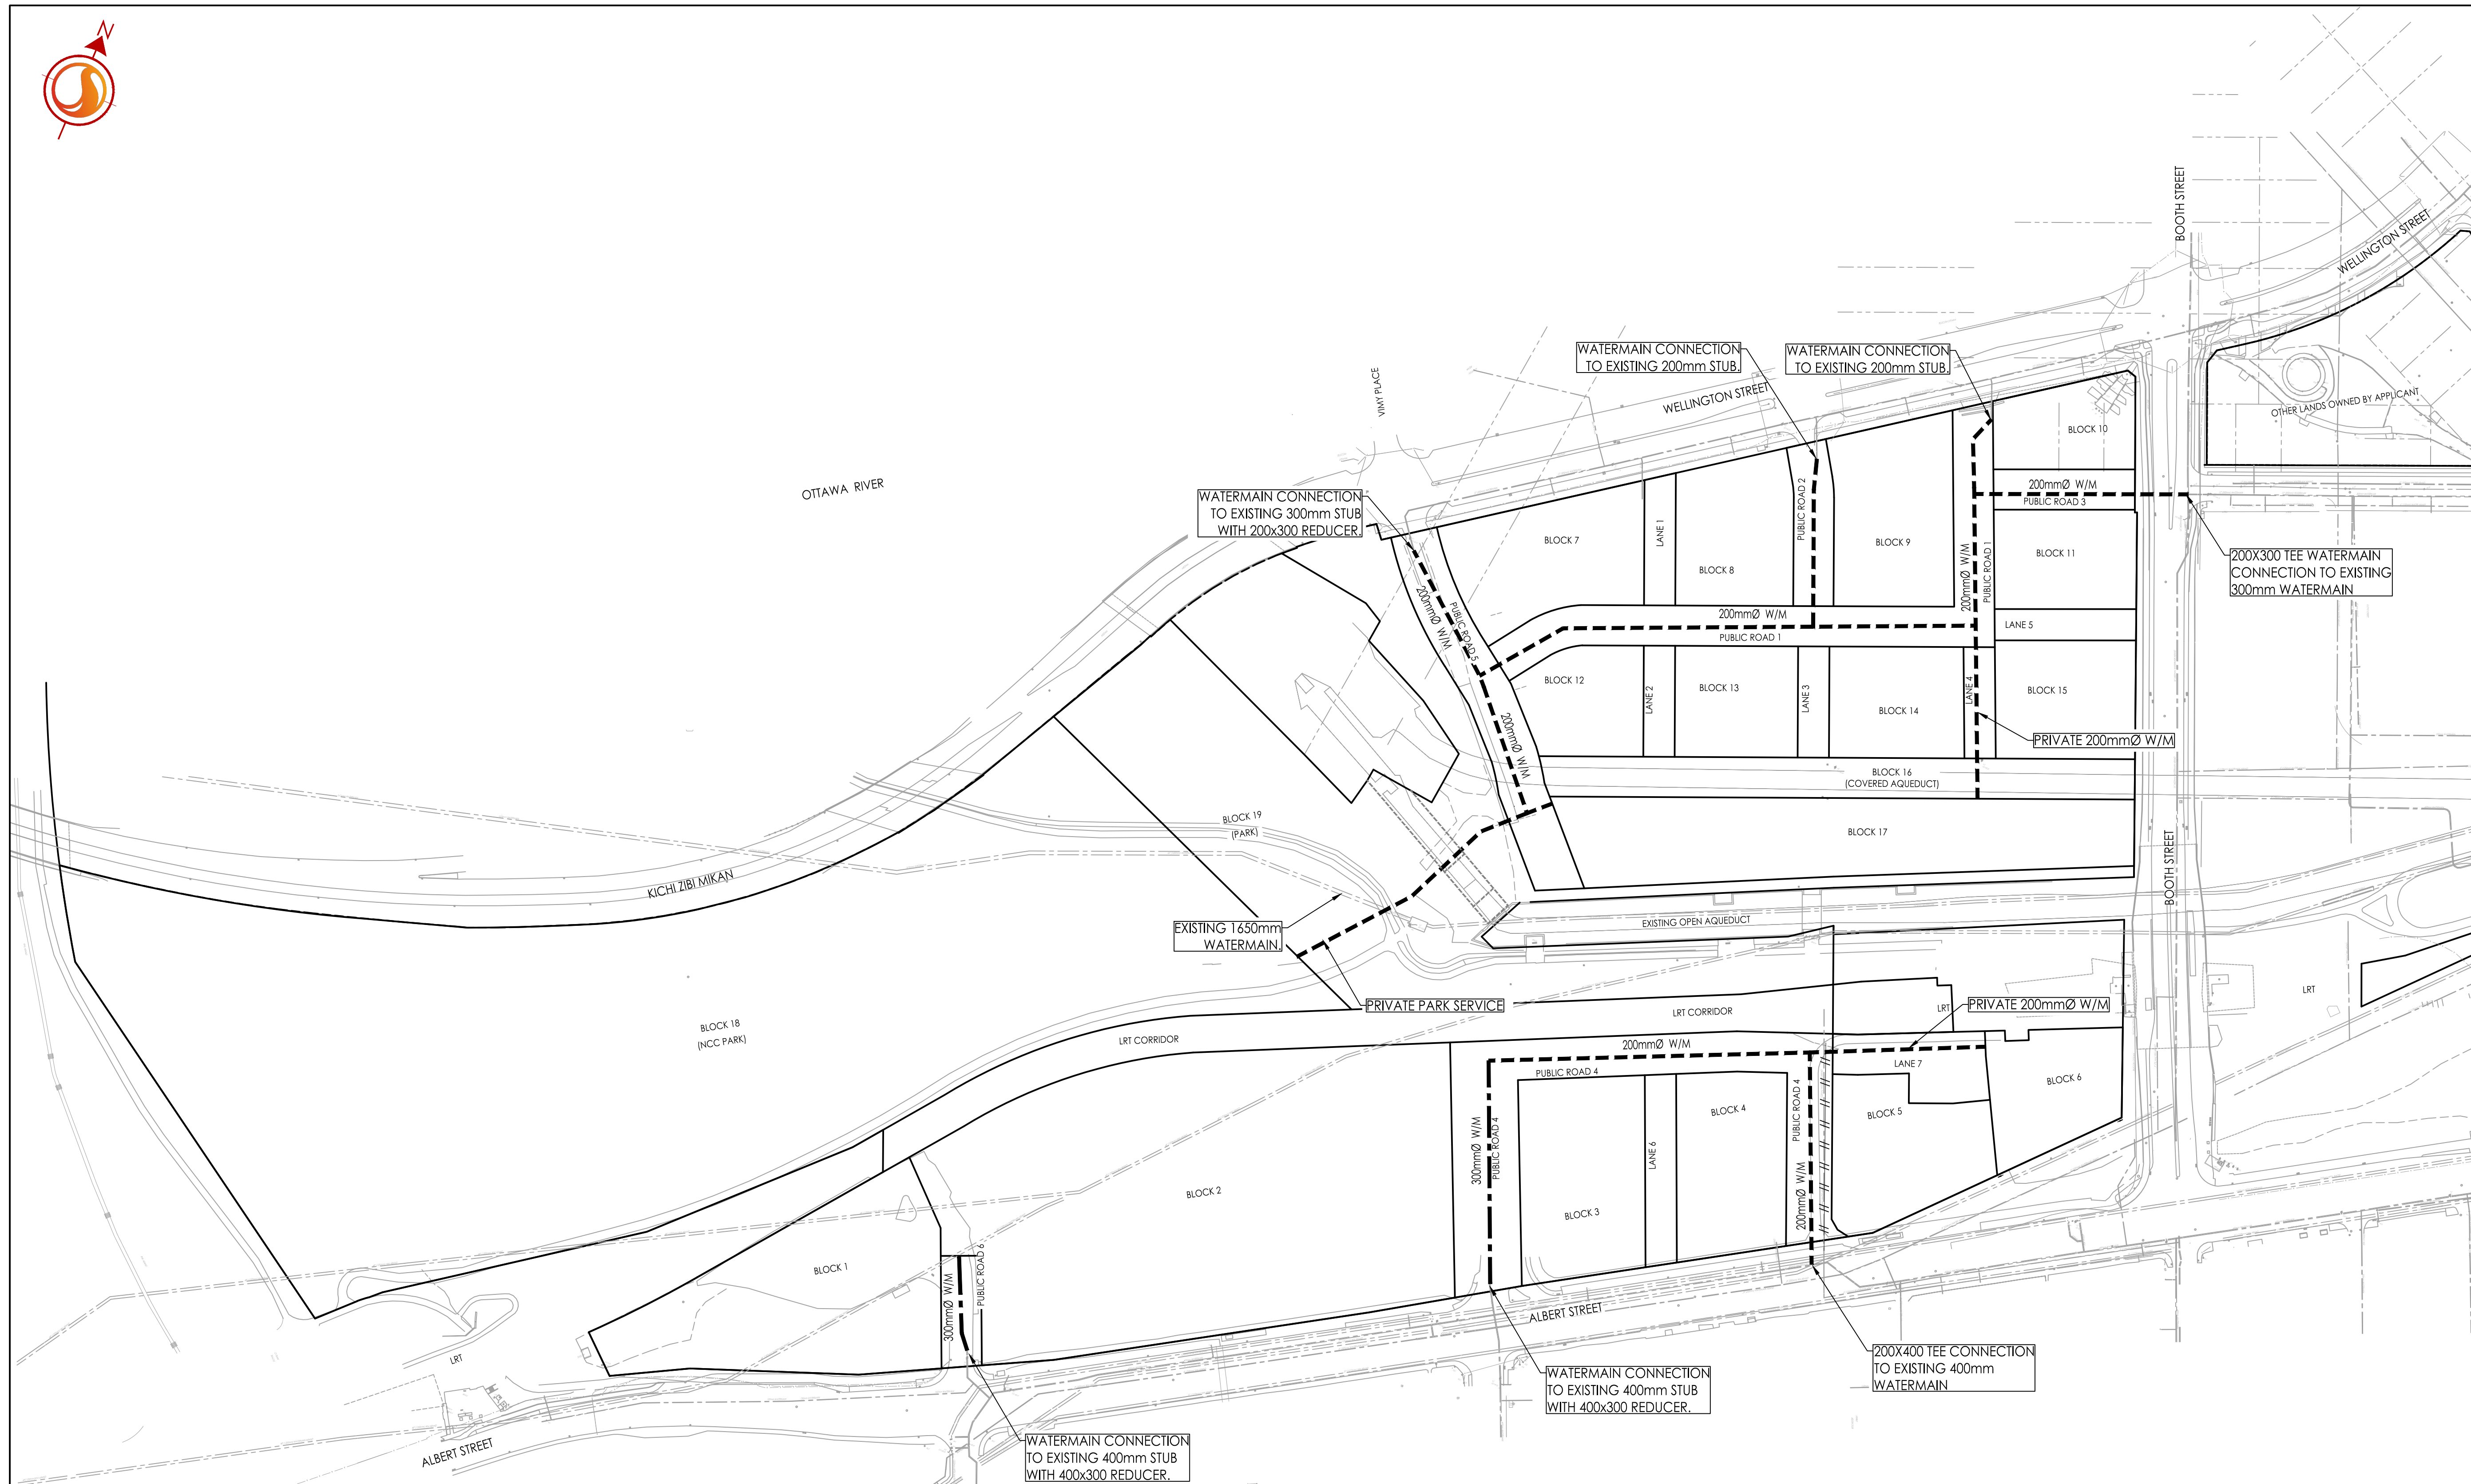 N
BOOTH STREET
WELLINGTON STREET
WATERMAIN CONNECTION
TO EXISTING 200mm STUB.
WATERMAIN CONNECTION
TO EXISTING 200mm STUB.
VIMY PLACE
WELLINGTON STREET
OTHER LANDS OWNED BY APPLICANT
BLOCK 10
OTTAWA RIVER
WATERMAIN CONNECTION
TO EXISTING 300mm STUB
WITH 200x300 REDUCER.
200mmØ W/M
PUBLIC ROAD 3
PUBLIC ROAD 2
LANE 1
BLOCK 7
BLOCK 8
BLOCK 9
200mmØ W/M
PUBLIC ROAD 1
BLOCK 11
200X300 TEE WATERMAIN
CONNECTION TO EXISTING
300mm WATERMAIN
200mmØ W/M
PUBLIC ROAD 5
200mmØ W/M
PUBLIC ROAD 1
LANE 5
BLOCK 12
LANE 2
BLOCK 13
LANE 3
BLOCK 14
LANE 4
BLOCK 15
200mmØ W/M
PRIVATE 200mmØ W/M
BLOCK 16
(COVERED AQUEDUCT)
BLOCK 19
(PARK)
BLOCK 17
BOOTH STREET
KICHI ZIBI MIKAN
EXISTING 1650mm
WATERMAIN.
EXISTING OPEN AQUEDUCT
PRIVATE PARK SERVICE
LRT CORRIDOR
LRT
PRIVATE 200mmØ W/M
LRT
BLOCK 18
(NCC PARK)
LRT CORRIDOR
200mmØ W/M
PUBLIC ROAD 4
LANE 7
BLOCK 6
300mmØ W/M
PUBLIC ROAD 4
LANE 6
BLOCK 4
PUBLIC ROAD 4
200mmØ W/M
BLOCK 5
BLOCK 2
BLOCK 3
BLOCK 1
300mmØ W/M
PUBLIC ROAD 6
ALBERT STREET
LRT
200X400 TEE CONNECTION
TO EXISTING 400mm
WATERMAIN
WATERMAIN CONNECTION
TO EXISTING 400mm STUB
WITH 400x300 REDUCER.
ALBERT STREET
WATERMAIN CONNECTION
TO EXISTING 400mm STUB
WITH 400x300 REDUCER.